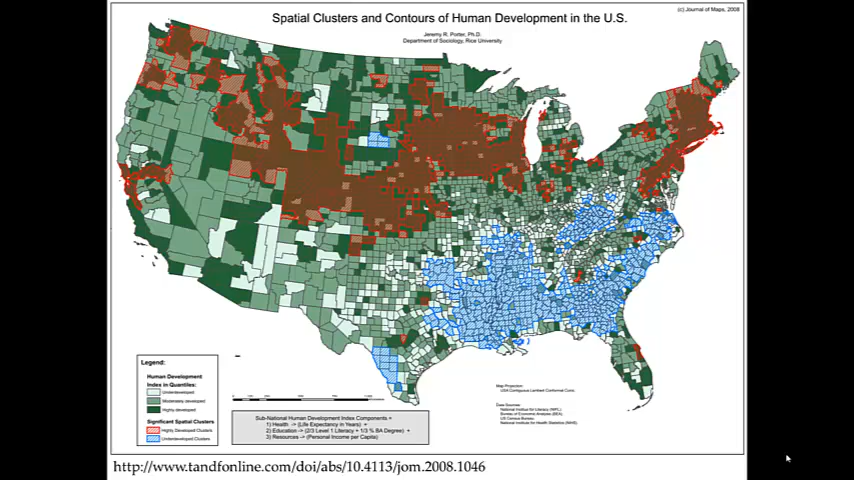 (c) Journal of Maps, 2008
Spatial Clusters and Contours of Human Development in the U.S.
Jeremy R. Porter, Ph.D.
Department of Sociology, Rice University
Legend:
Human Development
Index in Quantiles:
Underdeveloped
Moderately developed
Highly developed
Significant Spatial Clusters
Highly Developed Clusters
Underdeveloped Clusters
Sub-National Human Development Index Components =
1) Health -> (Life Expectancy in Years) +
2) Education -> (2/3 Level 1 Literacy + 1/3 % BA Degree) +
3) Resources -> (Personal Income per Capita)
Map Projection:
USA Contiguous Lambert Conformal Conic
Data Sources:
National Institute for Literacy (NIFL)
Bureau of Economic Analysis (BEA)
US Census Bureau
National Institute for Health Statistics (NIHS)
http://www.tandfonline.com/doi/abs/10.4113/jom.2008.1046